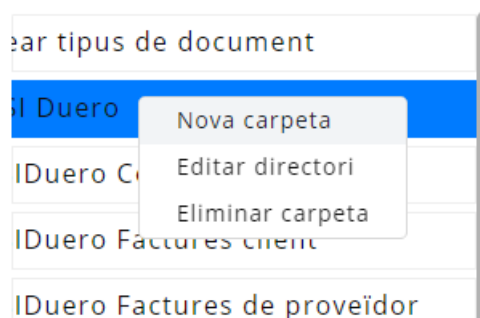 ear tipus de document
SI Duero
Nova carpeta
Editar directori
Eliminar carpeta
IDuero
IDuero Factures client
IDuero Factures de proveïdor